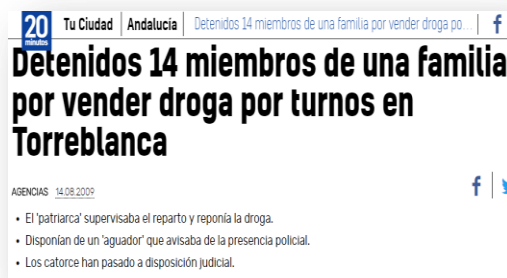 20 minutos Tu Ciudad Andalucía Detenidos 14 miembros de una familia por vender droga po... f
Detenidos 14 miembros de una familia
por vender droga por turnos en
Torreblanca
AGENCIAS 14.08.2009 f
• El 'patriarca' supervisaba el reparto y reponía la droga.
• Disponían de un 'aguador' que avisaba de la presencia policial.
• Los catorce han pasado a disposición judicial.